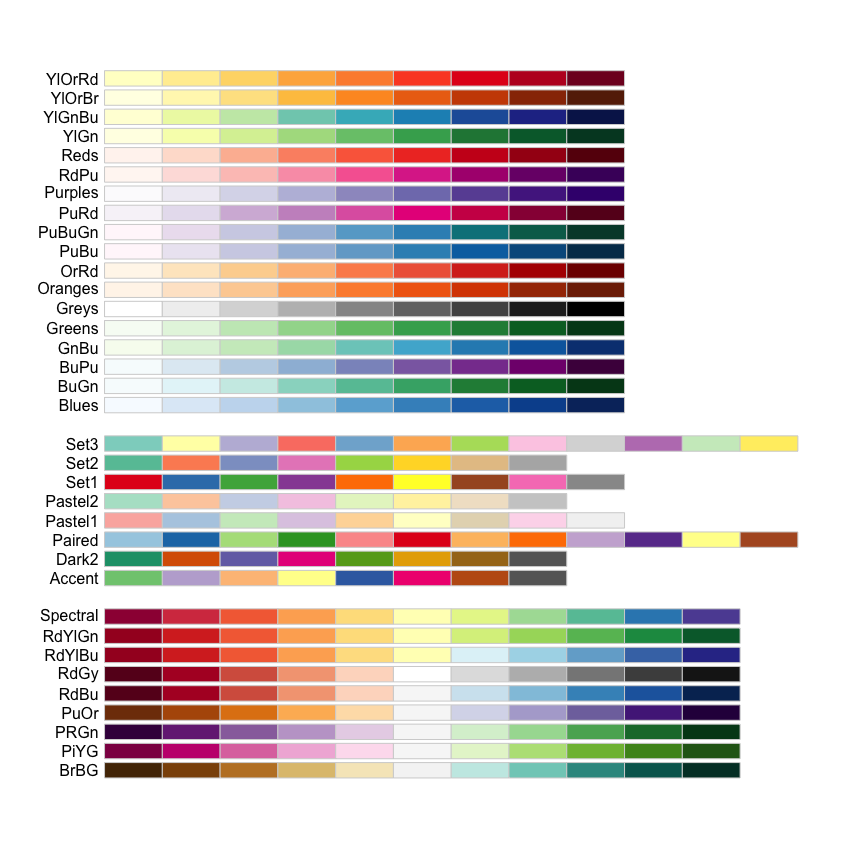 YlOrRd
YlOrBr
YlGnBu
YlGn
Reds
RdPu
Purples
PuRd
PuBuGn
PuBu
OrRd
Oranges
Greys
Greens
GnBu
BuPu
BuGn
Blues
Set3
Set2
Set1
Pastel2
Pastel1
Paired
Dark2
Accent
Spectral
RdYlGn
RdYlBu
RdGy
RdBu
PuOr
PRGn
PiYG
BrBG